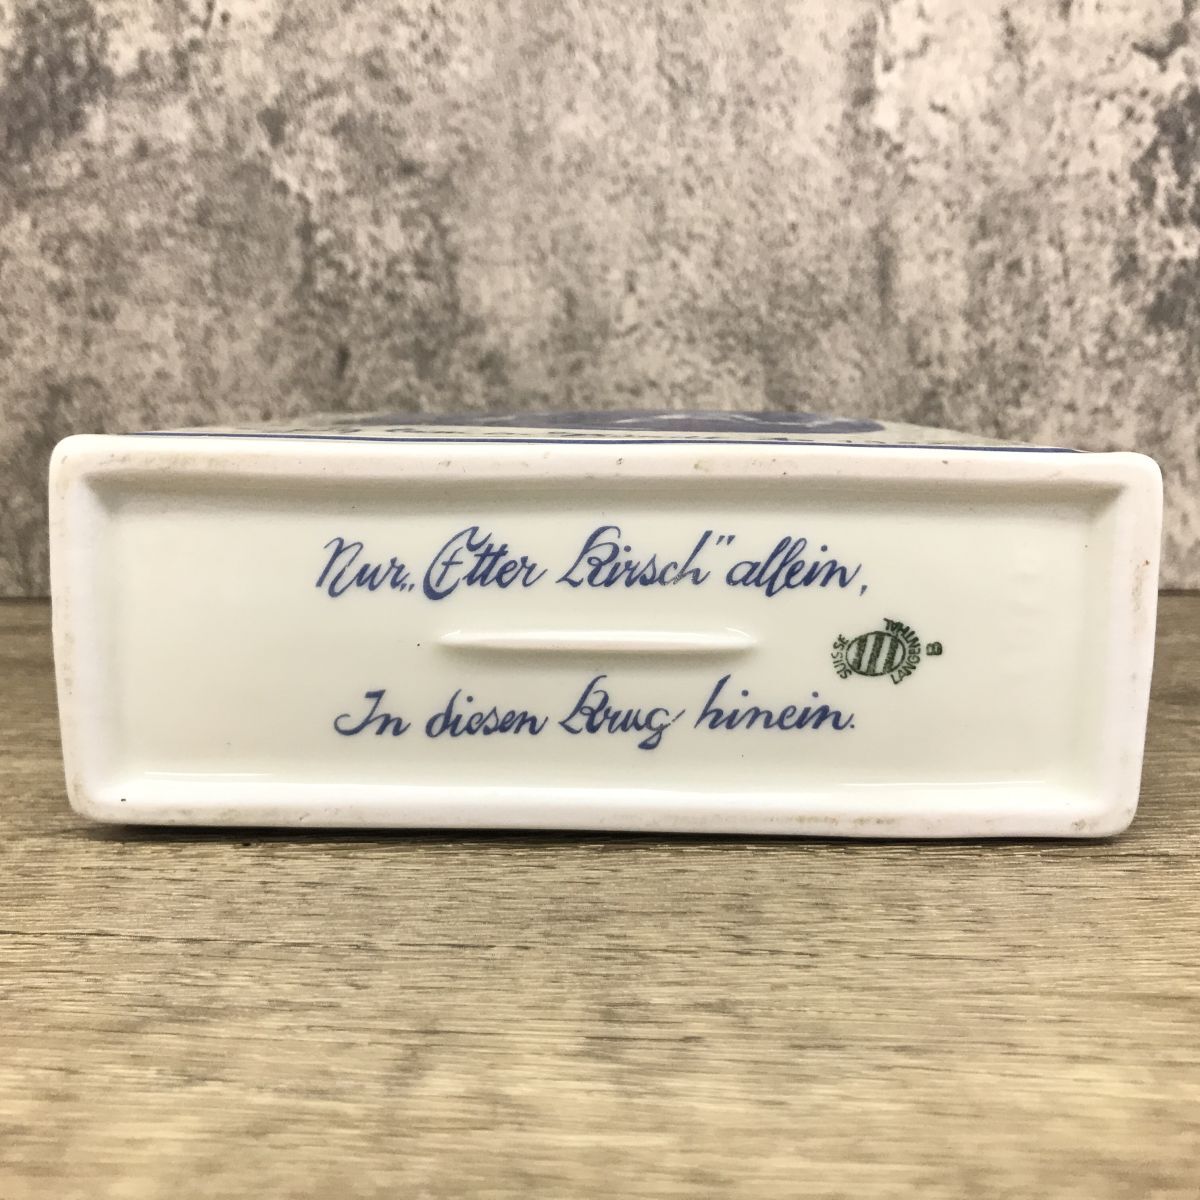 Nur „Etter Kirsch" allein,
SUISSE
LANGENTHAL
In diesen Krug hinein.